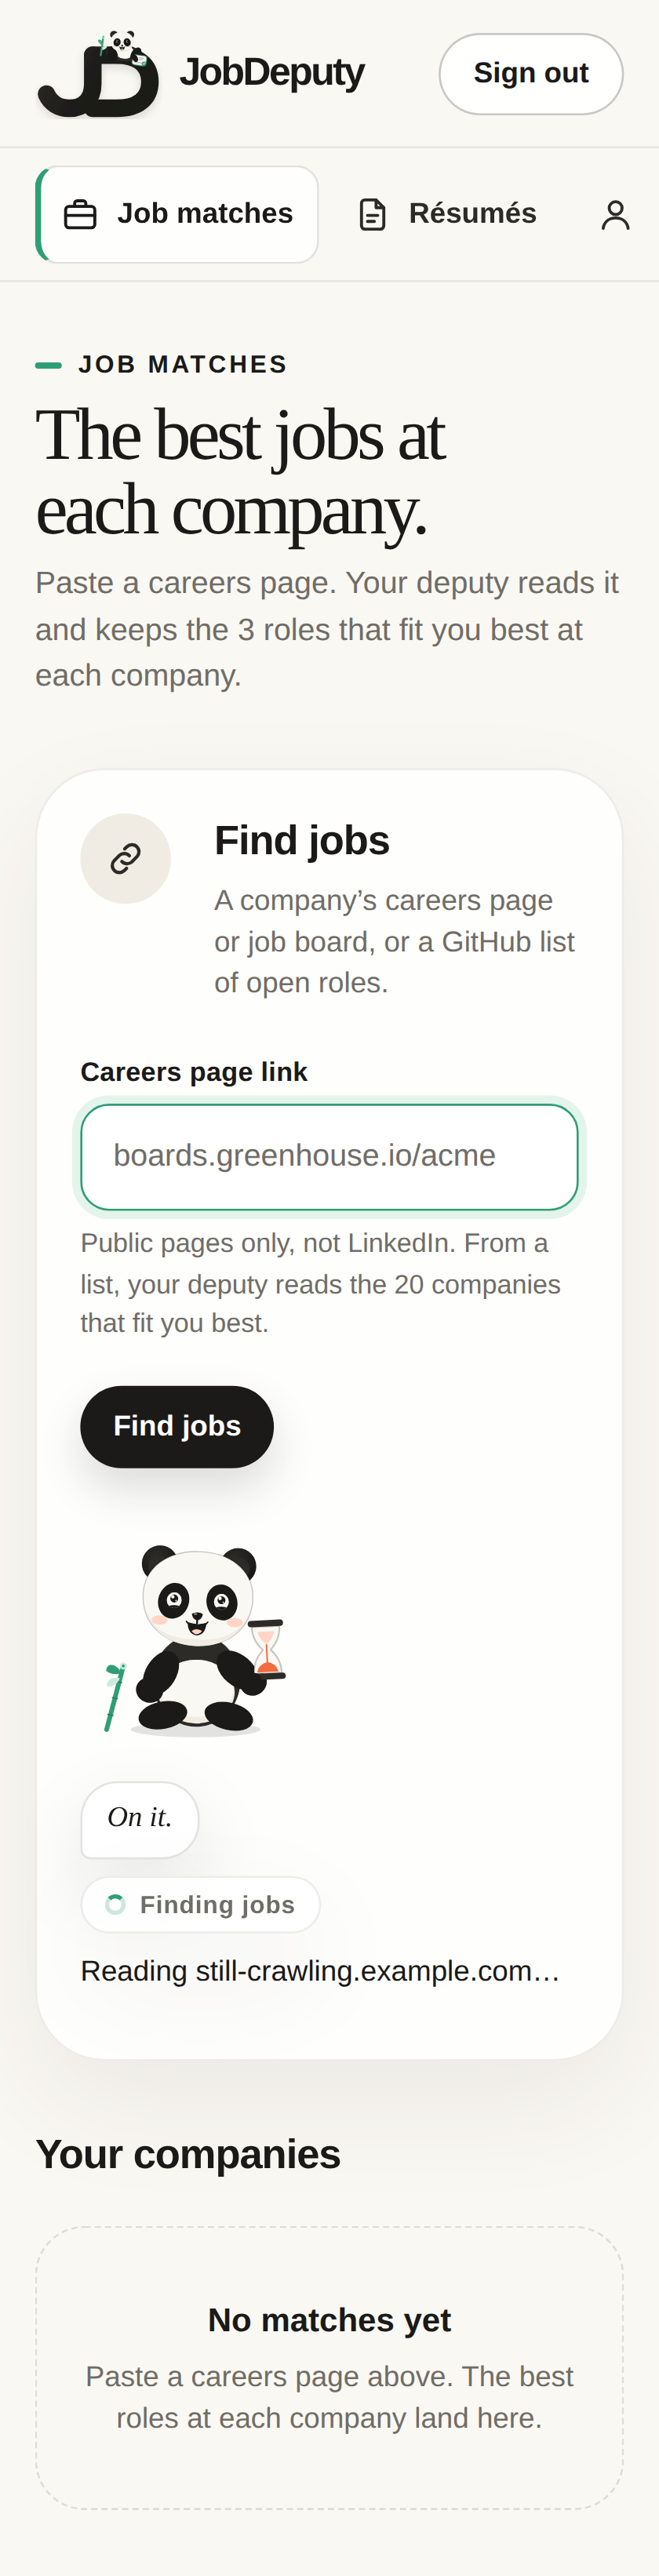 JobDeputy
Sign out
Job matches
Résumés
JOB MATCHES
The best jobs at
each company.
Paste a careers page. Your deputy reads it
and keeps the 3 roles that fit you best at
each company.
Find jobs
A company’s careers page
or job board, or a GitHub list
of open roles.
Careers page link
boards.greenhouse.io/acme
Public pages only, not LinkedIn. From a
list, your deputy reads the 20 companies
that fit you best.
Find jobs
On it.
Finding jobs
Reading still-crawling.example.com…
Your companies
No matches yet
Paste a careers page above. The best
roles at each company land here.